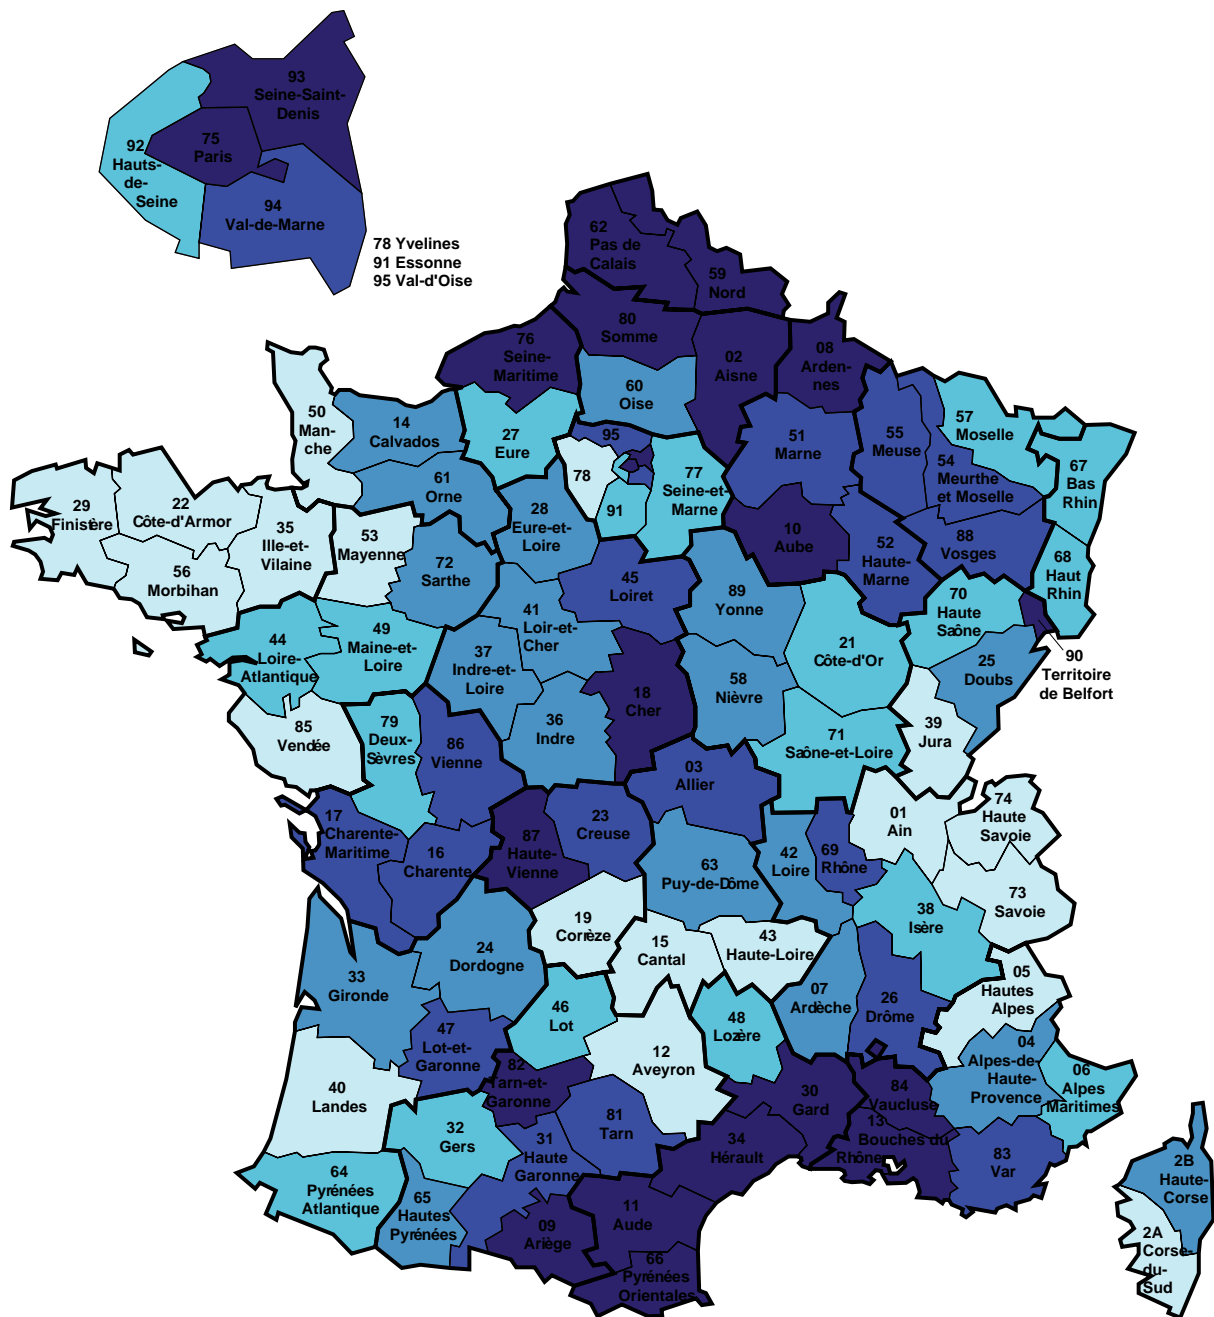 93
Seine-Saint-
Denis
75
Paris
92
Hauts-
de-
Seine
94
Val-de-Marne
78 Yvelines
91 Essonne
95 Val-d'Oise
62
Pas de
Calais
59
Nord
80
Somme
76
Seine-
Maritime
02
Aisne
08
Arden-
nes
60
Oise
50
Man-
che
14
Calvados
27
Eure
95
78
91
77
Seine-et-
Marne
51
Marne
55
Meuse
57
Moselle
54
Meurthe
et Moselle
67
Bas
Rhin
61
Orne
28
Eure-et-
Loire
29
Finistère
22
Côte-d'Armor
35
Ille-et-
Vilaine
53
Mayenne
56
Morbihan
72
Sarthe
10
Aube
52
Haute-
Marne
88
Vosges
68
Haut
Rhin
45
Loiret
89
Yonne
70
Haute
Saône
41
Loir-et-
Cher
44
Loire-
Atlantique
49
Maine-et-
Loire
37
Indre-et-
Loire
21
Côte-d'Or
25
Doubs
90
Territoire
de Belfort
58
Nièvre
18
Cher
36
Indre
85
Vendée
79
Deux-
Sèvres
86
Vienne
71
Saône-et-Loire
39
Jura
03
Allier
17
Charente-
Maritime
16
Charente
87
Haute-
Vienne
23
Creuse
63
Puy-de-Dôme
42
Loire
69
Rhône
01
Ain
74
Haute
Savoie
73
Savoie
38
Isère
19
Corrèze
15
Cantal
43
Haute-Loire
24
Dordogne
33
Gironde
07
Ardèche
26
Drôme
05
Hautes
Alpes
46
Lot
48
Lozère
47
Lot-et-
Garonne
12
Aveyron
04
Alpes-de-
Haute-
Provence
06
Alpes
Maritimes
82
Tarn-et-
Garonne
40
Landes
30
Gard
84
Vaucluse
81
Tarn
32
Gers
31
Haute
Garonne
34
Hérault
13
Bouches du
Rhône
83
Var
64
Pyrénées
Atlantique
65
Hautes
Pyrénées
09
Ariège
11
Aude
66
Pyrénées
Orientales
2B
Haute-
Corse
2A
Corse-
du-
Sud